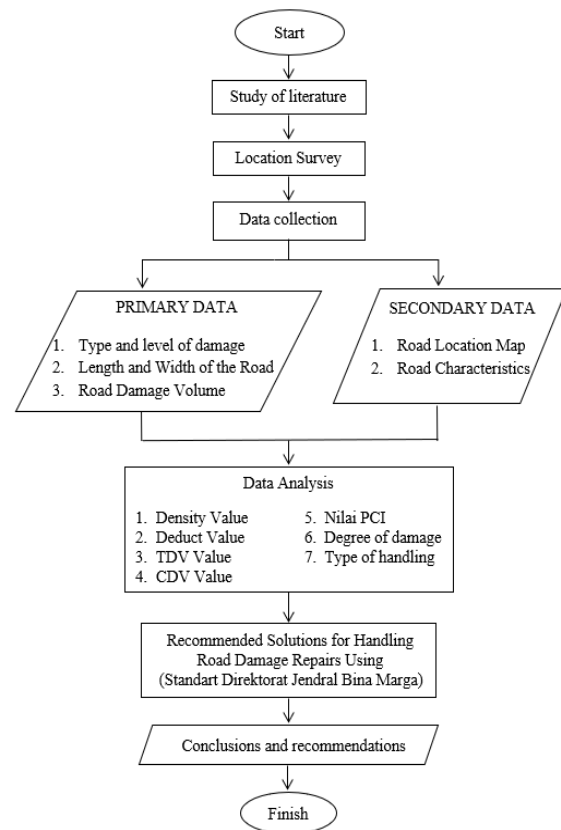 Start
Study of literature
Location Survey
Data collection
PRIMARY DATA
1. Type and level of damage
2. Length and Width of the Road
3. Road Damage Volume
SECONDARY DATA
1. Road Location Map
2. Road Characteristics
Data Analysis
1. Density Value
2. Deduct Value
3. TDV Value
4. CDV Value
5. Nilai PCI
6. Degree of damage
7. Type of handling
Recommended Solutions for Handling
Road Damage Repairs Using
(Standart Direktorat Jendral Bina Marga)
Conclusions and recommendations
Finish